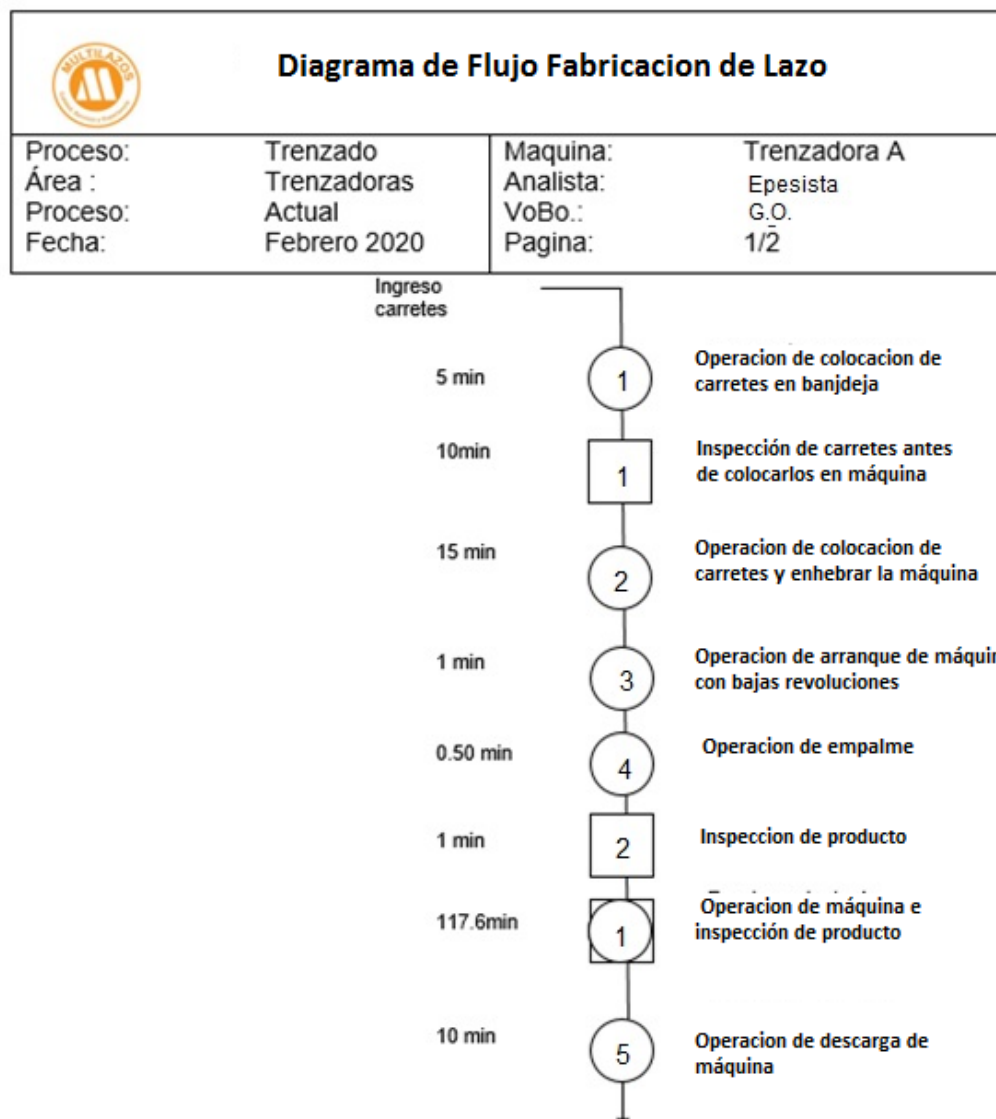 MULTILAZOS
Diagrama de Flujo Fabricacion de Lazo
Proceso: Trenzado
Área : Trenzadoras
Proceso: Actual
Fecha: Febrero 2020
Maquina: Trenzadora A
Analista: Epesista
VoBo.: G.O.
Pagina: 1/2
Ingreso
carretes
5 min
1
Operacion de colocacion de
carretes en banjdeja
10min
1
Inspección de carretes antes
de colocarlos en máquina
15 min
2
Operacion de colocacion de
carretes y enhebrar la máquina
1 min
3
Operacion de arranque de máquin
con bajas revoluciones
0.50 min
4
Operacion de empalme
1 min
2
Inspeccion de producto
117.6min
1
Operacion de máquina e
inspección de producto
10 min
5
Operacion de descarga de
máquina